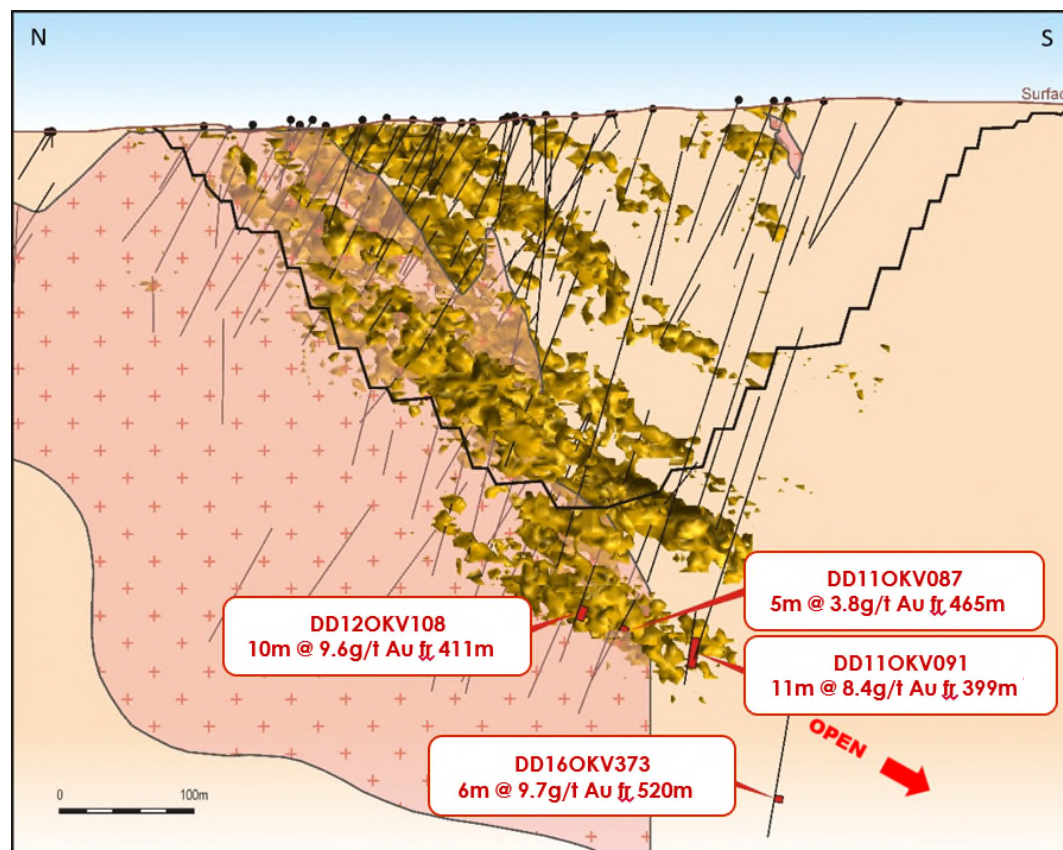 N
S
Surfac
DD11OKV087
5m @ 3.8g/t Au fr 465m
DD12OKV108
10m @ 9.6g/t Au fr 411m
DD11OKV091
11m @ 8.4g/t Au fr 399m
OPEN
DD16OKV373
6m @ 9.7g/t Au fr 520m
0
100m